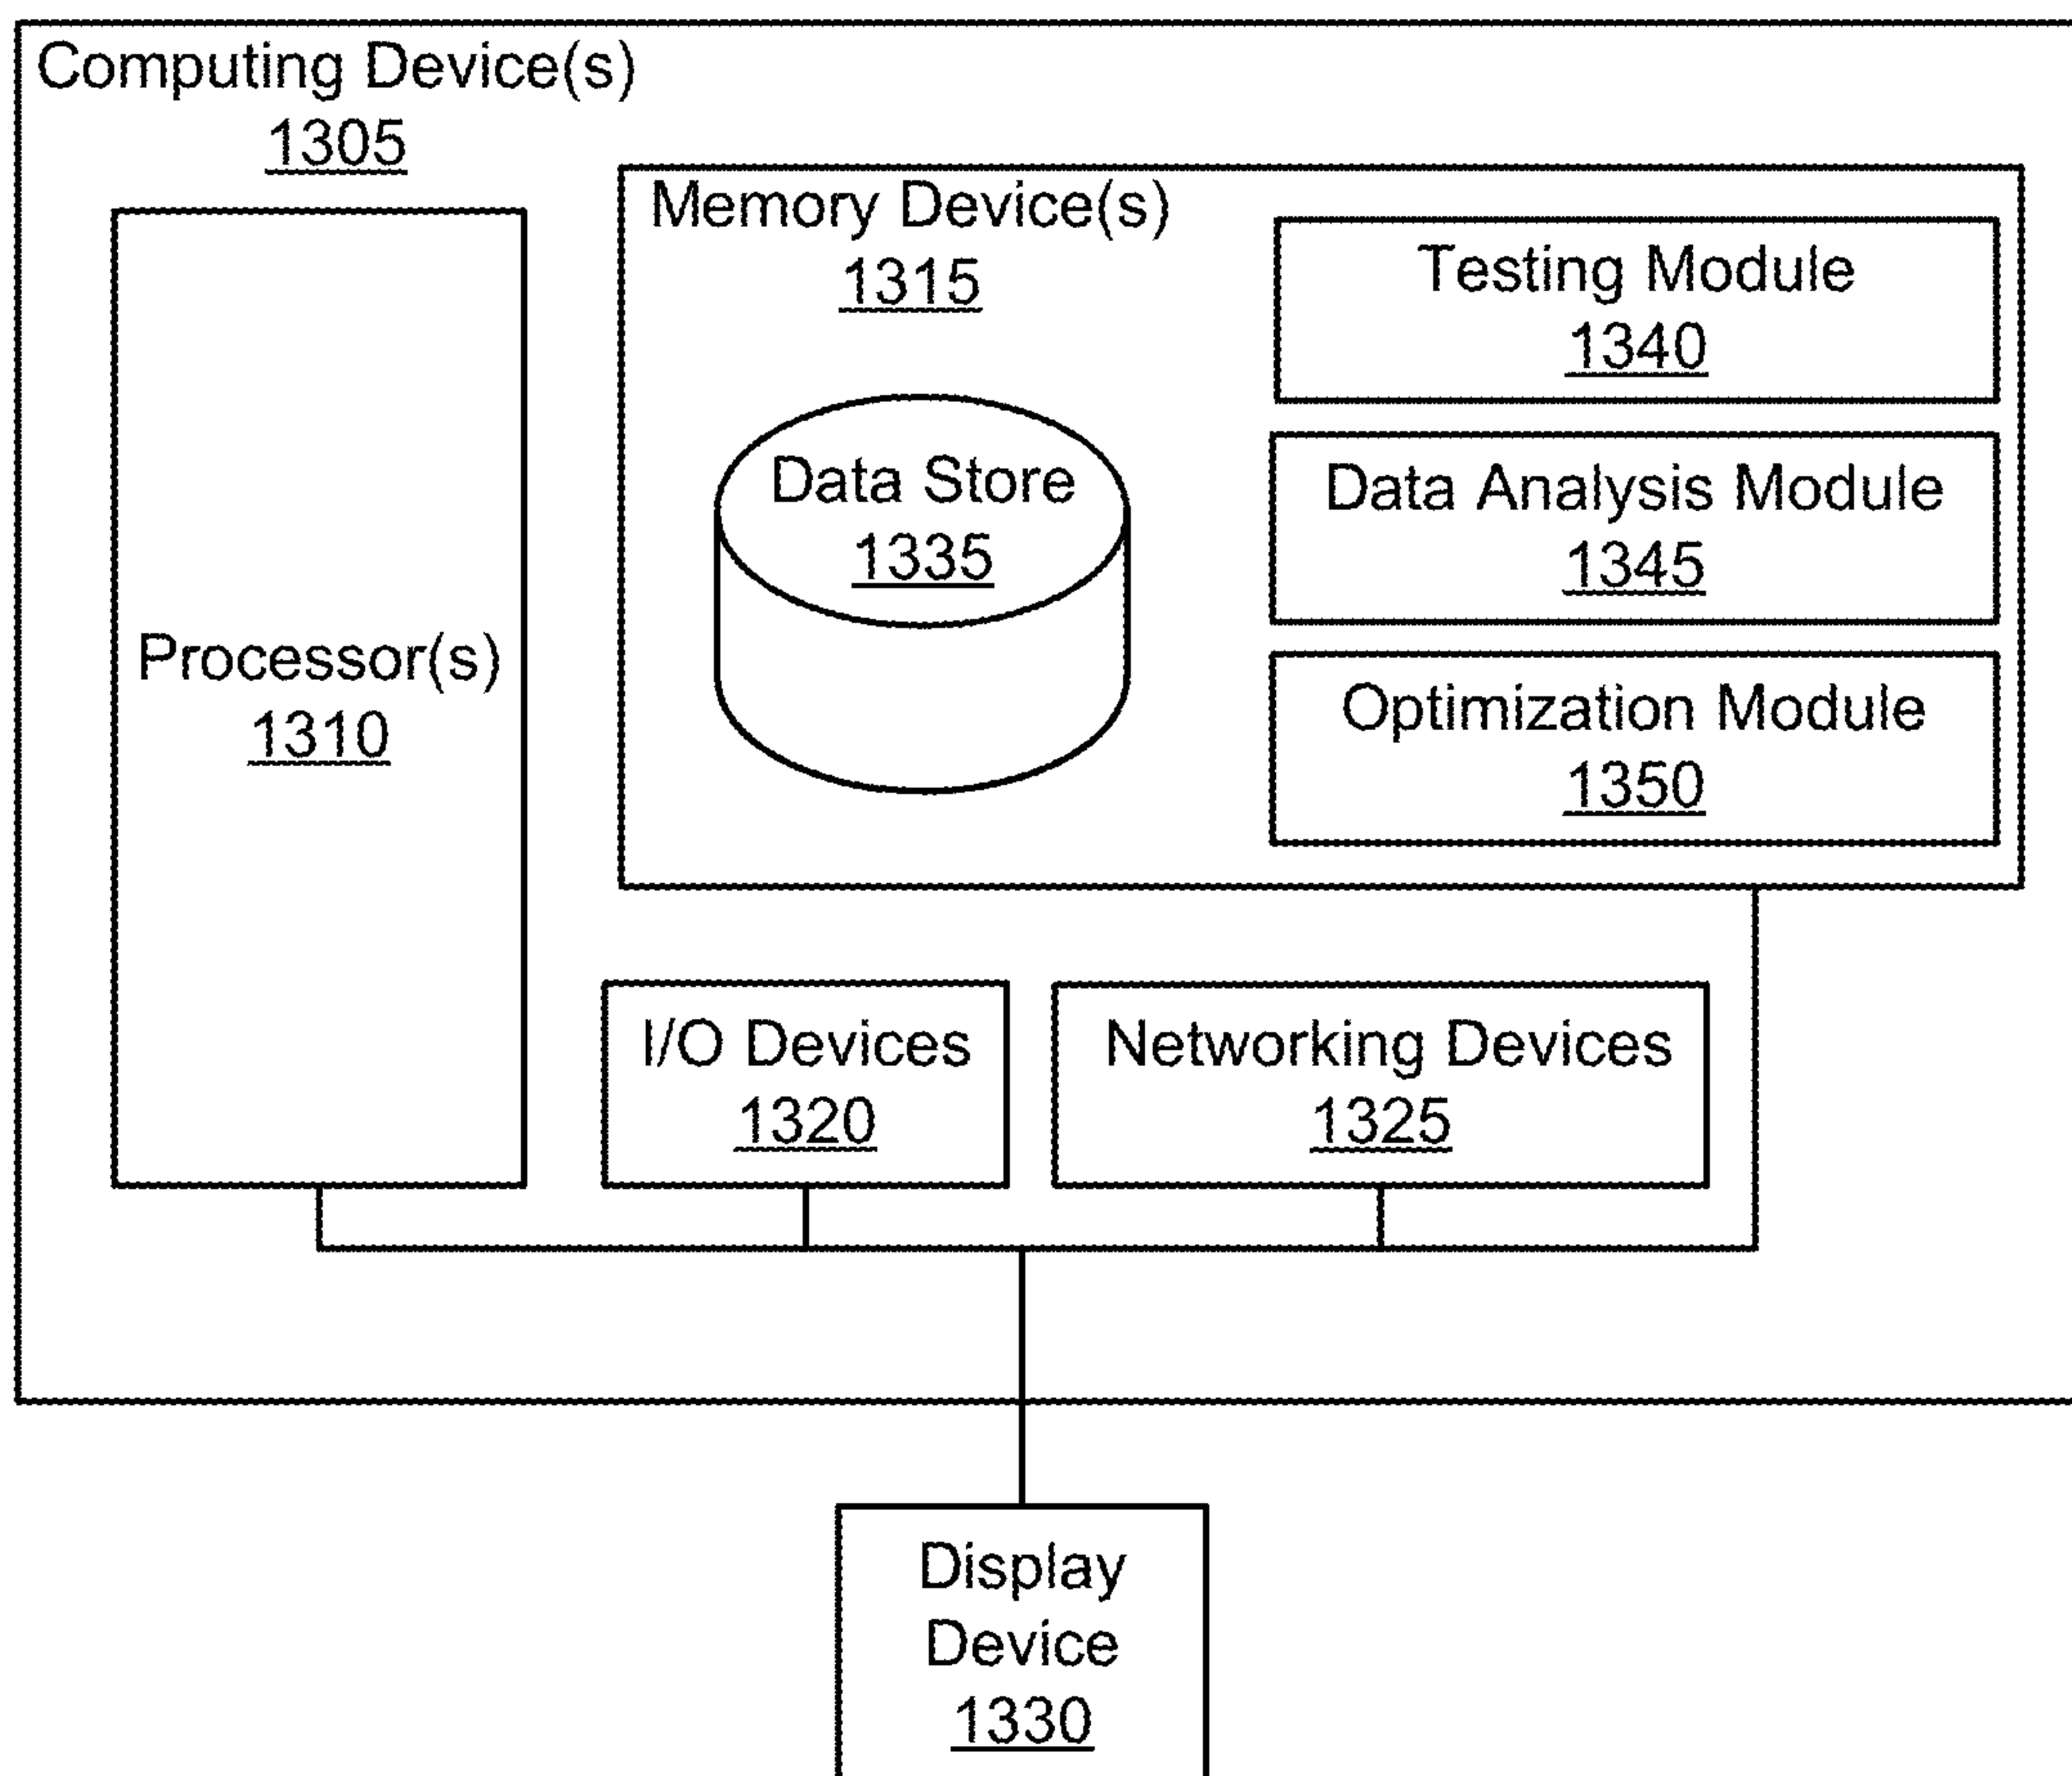 Computing Device(s)
1305
Memory Device(s)
1315
Testing Module
1340
Data Store
1335
Data Analysis Module
1345
Processor(s)
1310
Optimization Module
1350
I/O Devices
1320
Networking Devices
1325
Display
Device
1330